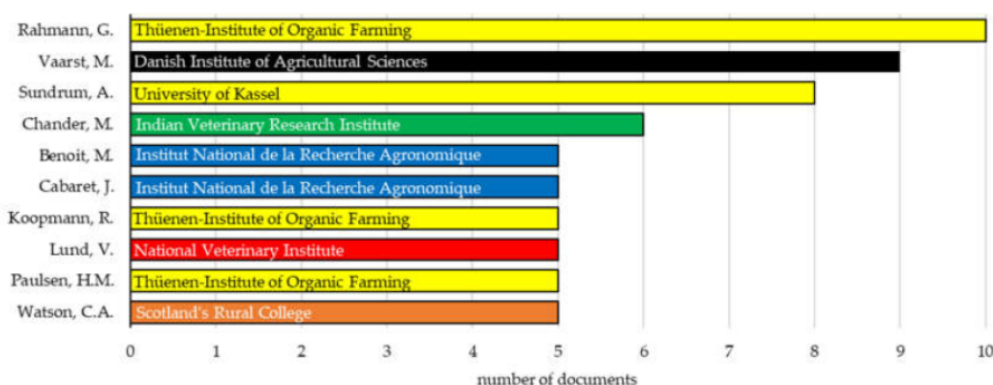 Rahmann, G. Thüenen-Institute of Organic Farming
Vaarst, M. Danish Institute of Agricultural Sciences
Sundrum, A. University of Kassel
Chander, M. Indian Veterinary Research Institute
Benoit, M. Institut National de la Recherche Agronomique
Cabaret, J. Institut National de la Recherche Agronomique
Koopmann, R. Thüenen-Institute of Organic Farming
Lund, V. National Veterinary Institute
Paulsen, H.M. Thüenen-Institute of Organic Farming
Watson, C.A. Scotland's Rural College
0 1 2 3 4 5 6 7 8 9 10
number of documents